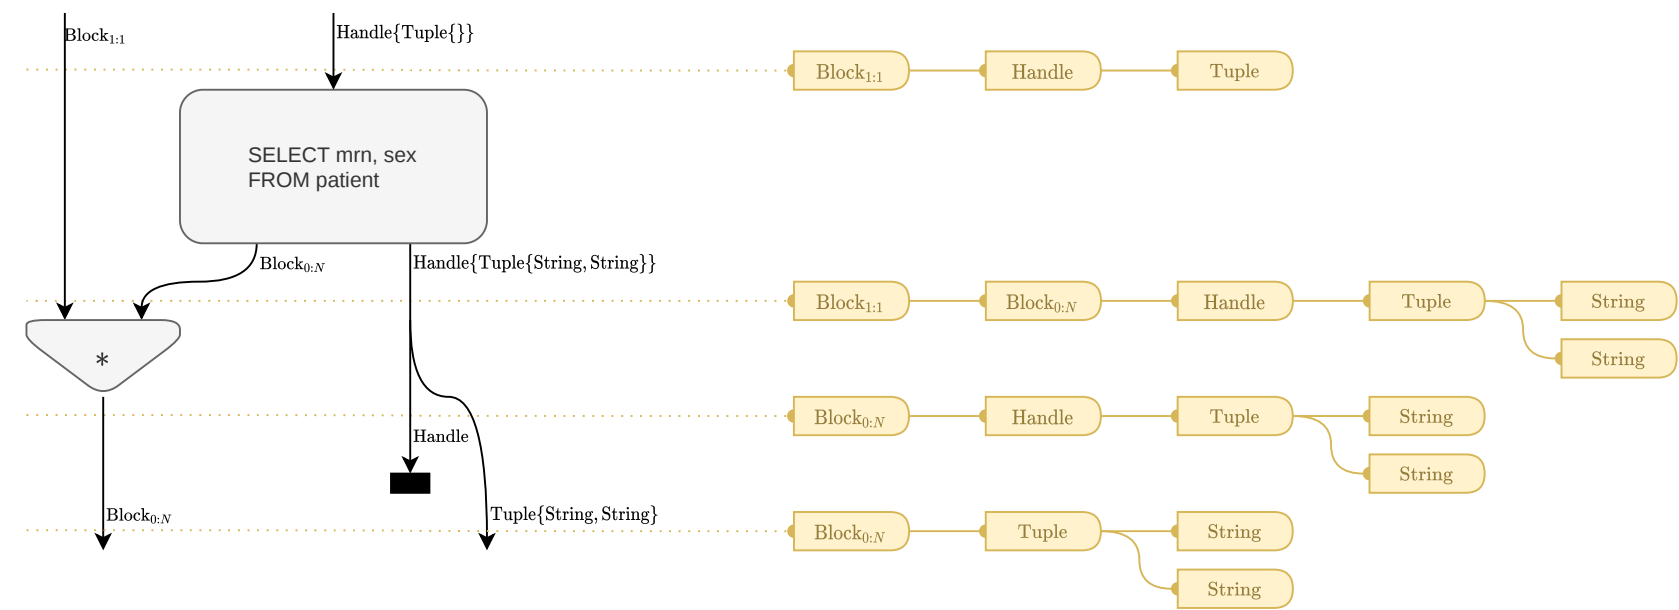 Block1:1
Handle{Tuple{}}
Block1:1 Handle Tuple
SELECT mrn, sex
FROM patient
Block0:N
Handle{Tuple{String, String}}
Block1:1 Block0:N Handle Tuple String
String
*
Block0:N Handle Tuple String
Handle
String
Block0:N
Tuple{String, String}
Block0:N Tuple String
String